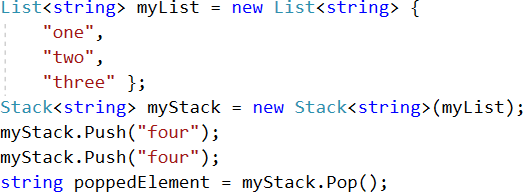 List<string> myList = new List<string> {
"one",
"two",
"three" };
Stack<string> myStack = new Stack<string>(myList);
myStack.Push("four");
myStack.Push("four");
string poppedElement = myStack.Pop();